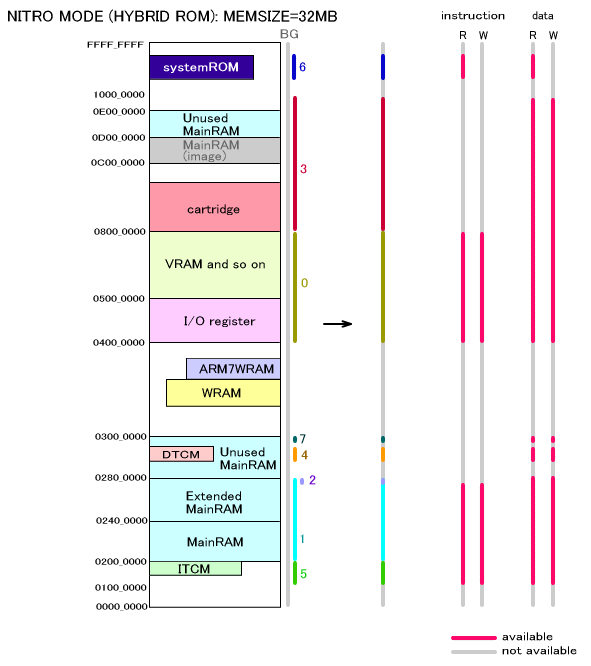 NITRO MODE (HYBRID ROM): MEMSIZE=32MB
instruction data
BG R W R W
FFFF_FFFF
systemROM 6
1000_0000
0E00_0000
Unused
MainRAM
0D00_0000
MainRAM
(image)
0C00_0000
3
cartridge
0800_0000
VRAM and so on
0
0500_0000
I/O register
0400_0000
ARM7WRAM
WRAM
0300_0000
7
DTCM Unused 4
MainRAM
0280_0000
2
Extended
MainRAM
0240_0000
MainRAM 1
0200_0000
ITCM 5
0100_0000
0000_0000
available
not available